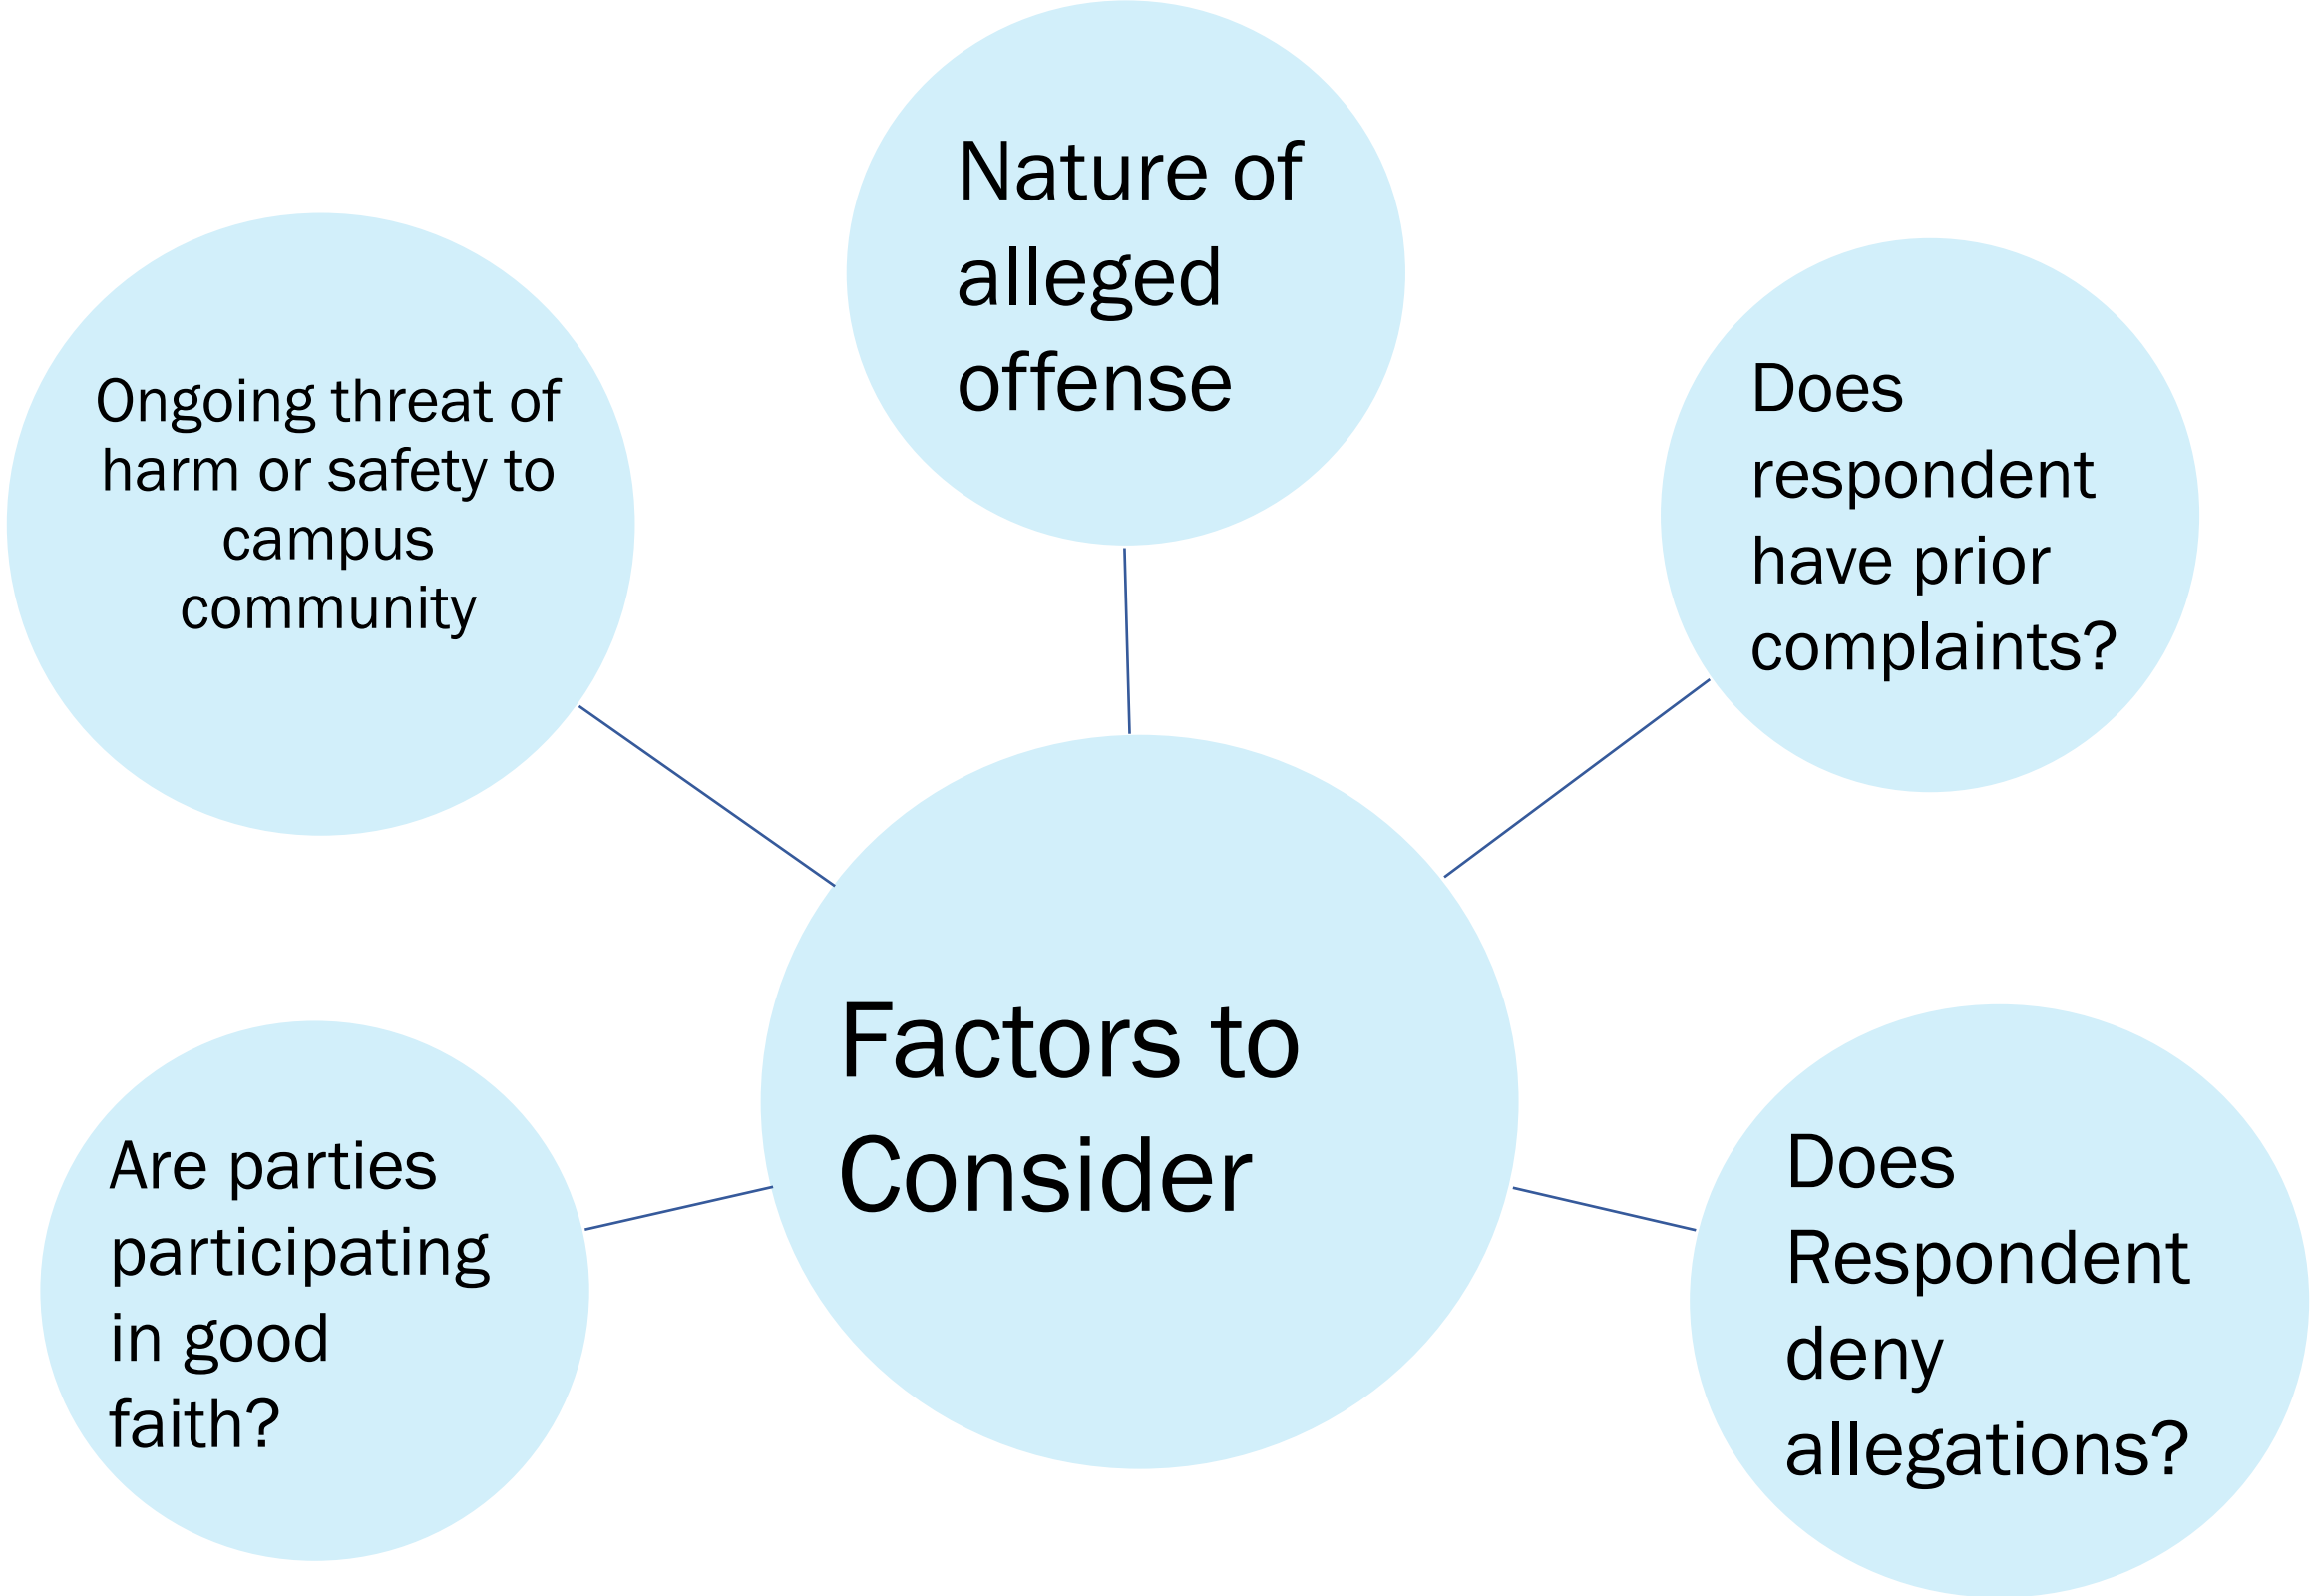 Nature of
alleged
offense
Ongoing threat of
harm or safety to
campus
community
Does
respondent
have prior
complaints?
Factors to
Consider
Are parties
participating
in good
faith?
Does
Respondent
deny
allegations?